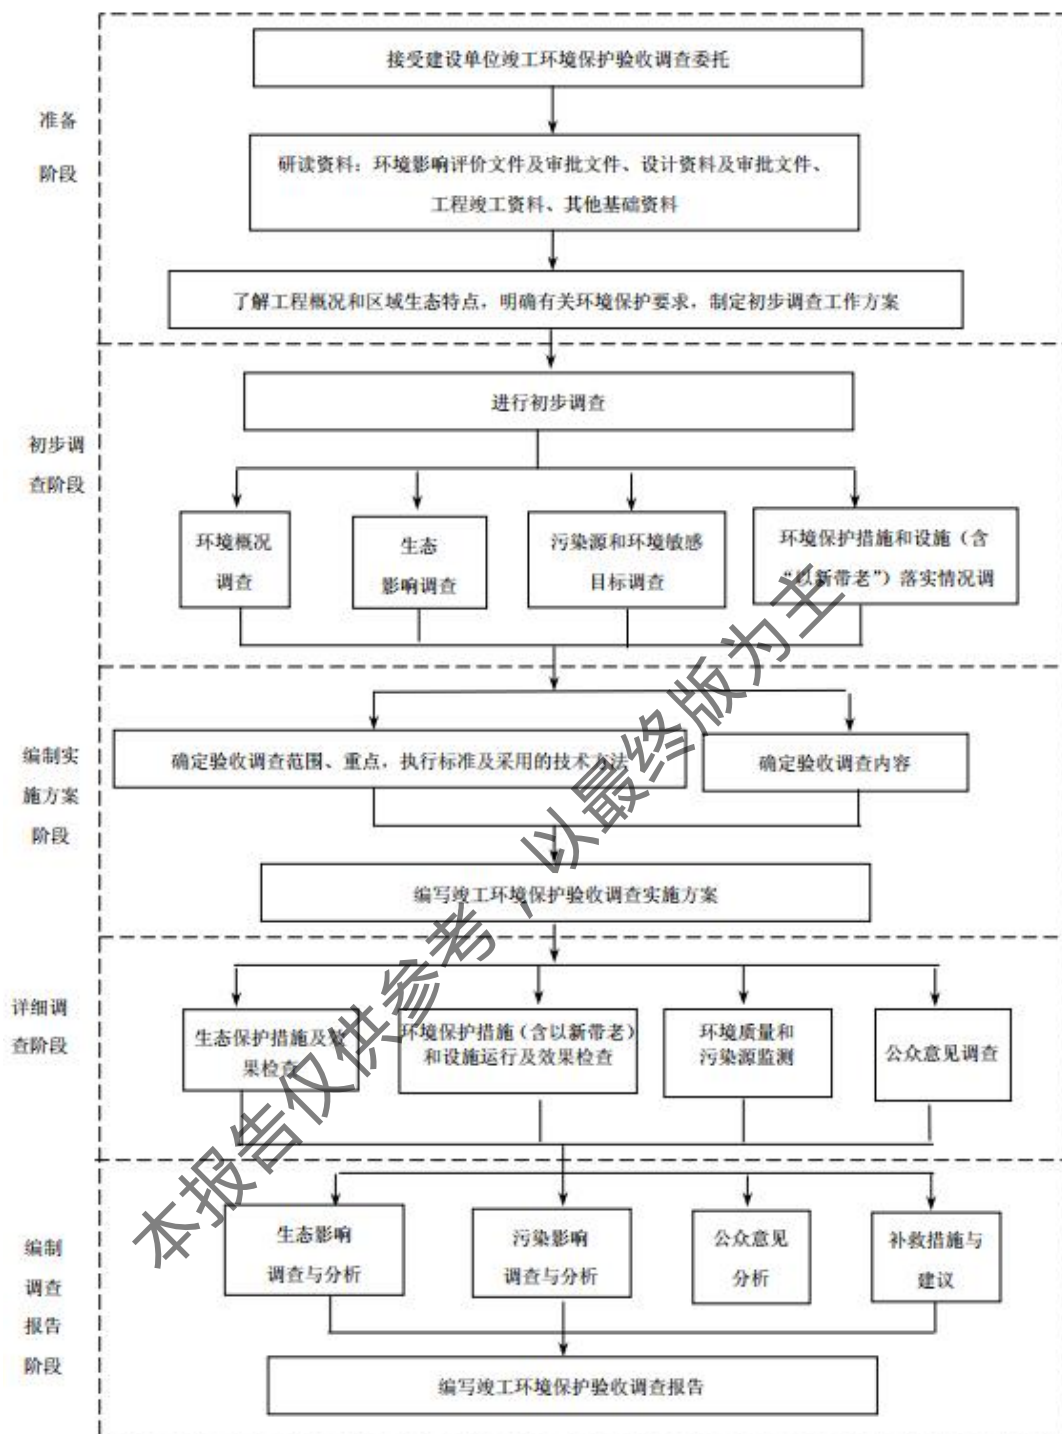 接受建设单位竣工环境保护验收调查委托
准备
阶段
研读资料：环境影响评价文件及审批文件、设计资料及审批文件、
工程竣工资料、其他基础资料
了解工程概况和区域生态特点，明确有关环境保护要求，制定初步调查工作方案
进行初步调查
初步调
查阶段
环境概况
调查
生态
影响调查
污染源和环境敏感
目标调查
环境保护措施和设施（含
“以新带老”）落实情况调
编制实
施方案
阶段
确定验收调查范围、重点，执行标准及采用的技术方法
确定验收调查内容
编写竣工环境保护验收调查实施方案
详细调
查阶段
生态保护措施及效
果检查
环境保护措施（含以新带老）
和设施运行及效果检查
环境质量和
污染源监测
公众意见调查
编制
调查
报告
阶段
生态影响
调查与分析
污染影响
调查与分析
公众意见
分析
补救措施与
建议
编写竣工环境保护验收调查报告
本报告仅供参考，以最终版为主